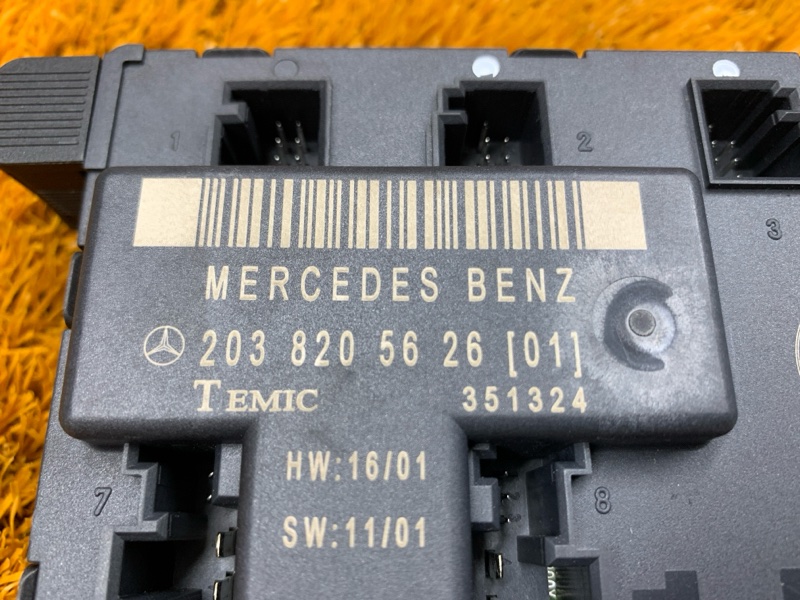 1
2
3
MERCEDES BENZ
203 820 56 26 [01]
TEMIC 351324
HW:16/01
SW:11/01
7
8